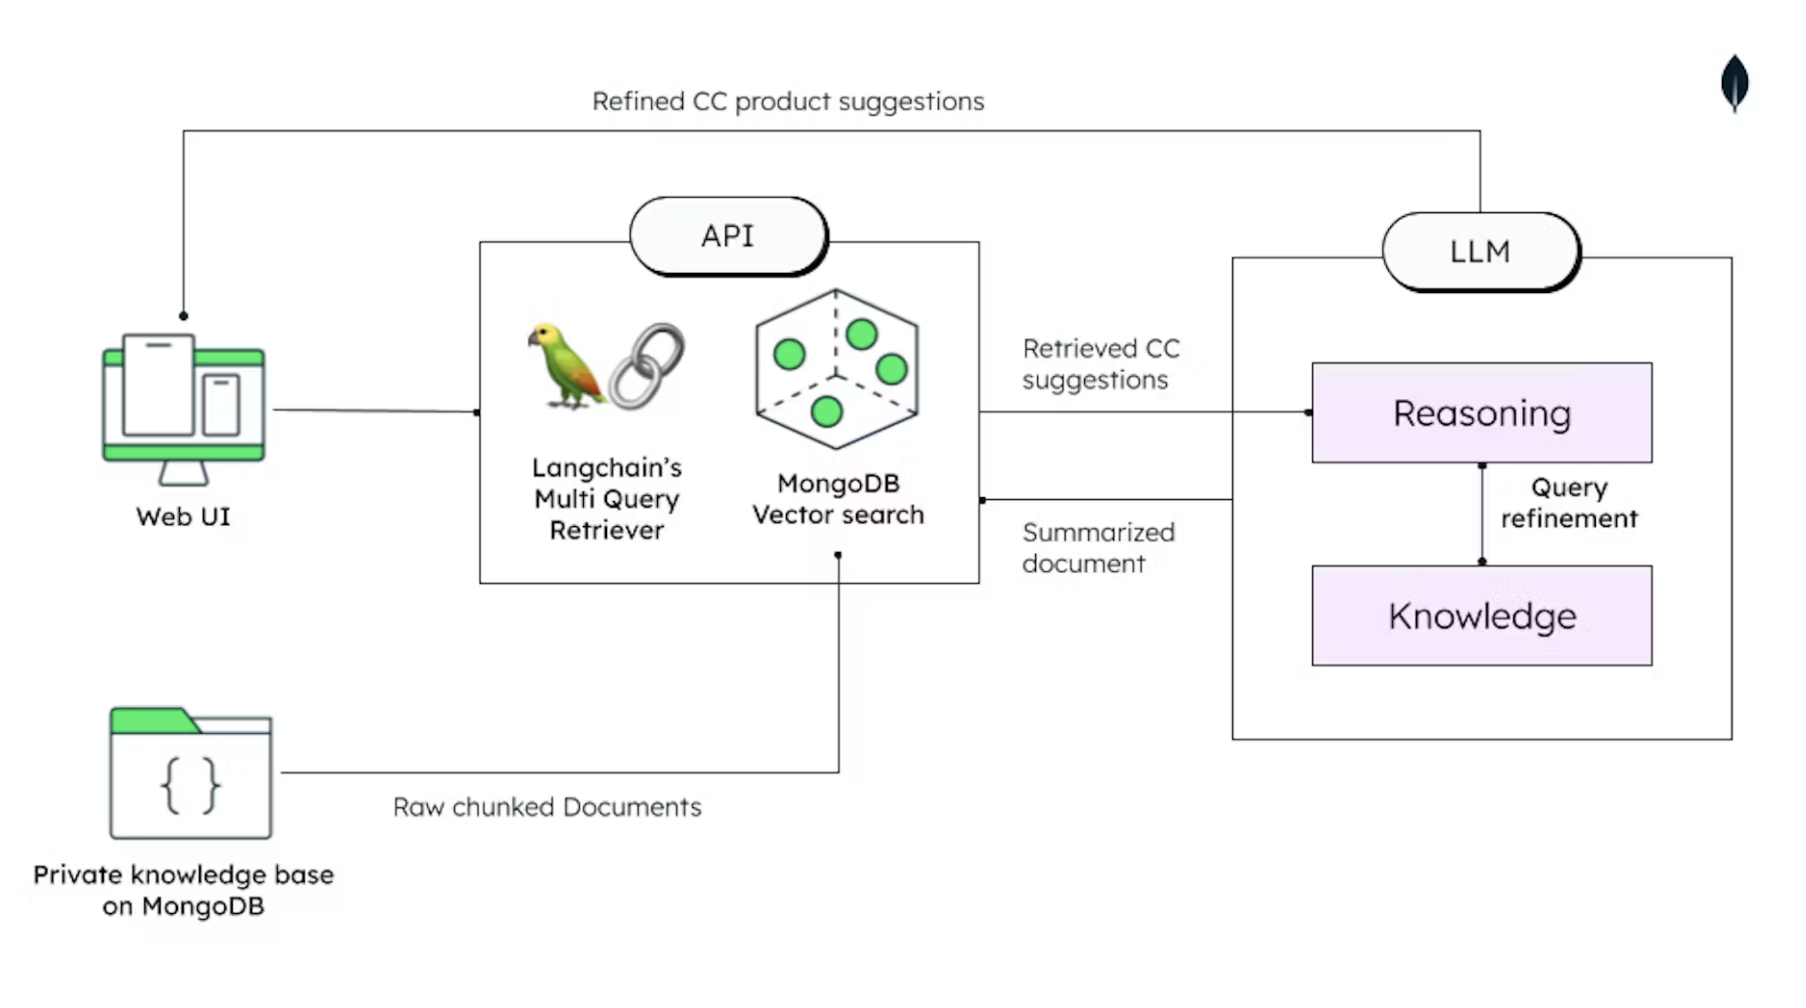 Refined CC product suggestions
API
LLM
Retrieved CC
suggestions
Reasoning
Langchain's
Multi Query
Retriever
MongoDB
Vector search
Query
refinement
Web UI
Summarized
document
Knowledge
{ }
Raw chunked Documents
Private knowledge base
on MongoDB